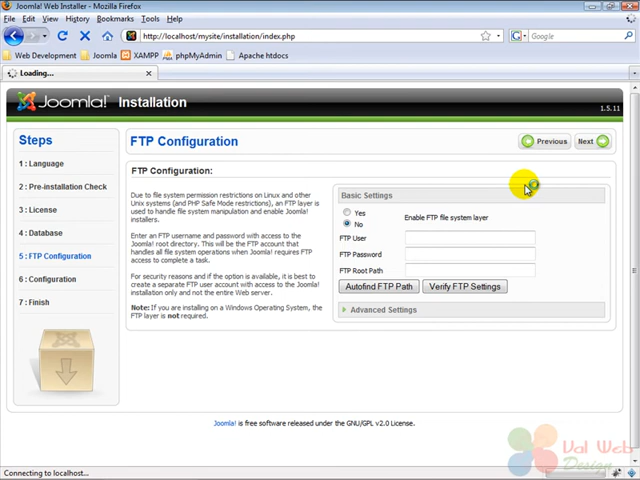 Joomla! Web Installer - Mozilla Firefox
File Edit View History Bookmarks Tools Help
http://localhost/mysite/installation/index.php
Google
Web Development Joomla XAMPP phpMyAdmin Apache htdocs
Loading...
Joomla! Installation
1.5.11
Steps
1 : Language
2 : Pre-installation Check
3 : License
4 : Database
5 : FTP Configuration
6 : Configuration
7 : Finish
FTP Configuration
Previous
Next
FTP Configuration:
Due to file system permission restrictions on Linux and other
Unix systems (and PHP Safe Mode restrictions), an FTP layer is
used to handle file system manipulation and enable Joomla!
installers.
Enter an FTP username and password with access to the
Joomla! root directory. This will be the FTP account that
handles all file system operations when Joomla! requires FTP
access to complete a task.
For security reasons and if the option is available, it is best to
create a separate FTP user account with access to the Joomla!
installation only and not the entire Web server.
Note: If you are installing on a Windows Operating System, the
FTP layer is not required.
Basic Settings
Yes
No
Enable FTP file system layer
FTP User
FTP Password
FTP Root Path
Autofind FTP Path
Verify FTP Settings
Advanced Settings
Joomla! is free software released under the GNU/GPL v2.0 License.
Val Web
Design
Connecting to localhost...